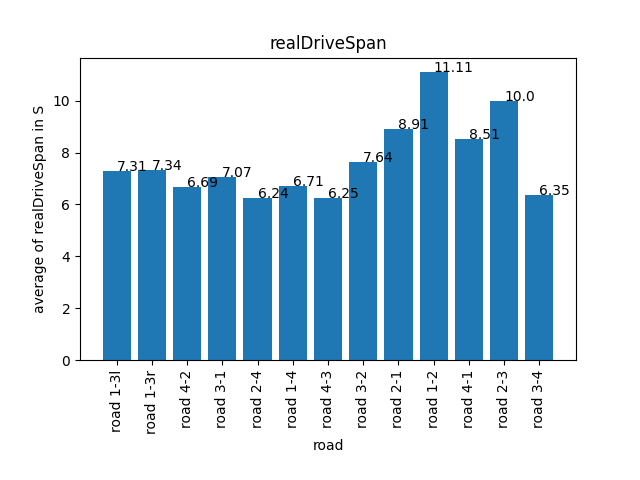 realDriveSpan
average of realDriveSpan in S
10
8
6
4
2
0
7.31
7.34
6.69
7.07
6.24
6.71
6.25
7.64
8.91
11.11
8.51
10.0
6.35
road 1-3l
road 1-3r
road 4-2
road 3-1
road 2-4
road 1-4
road 4-3
road 3-2
road 2-1
road 1-2
road 4-1
road 2-3
road 3-4
road